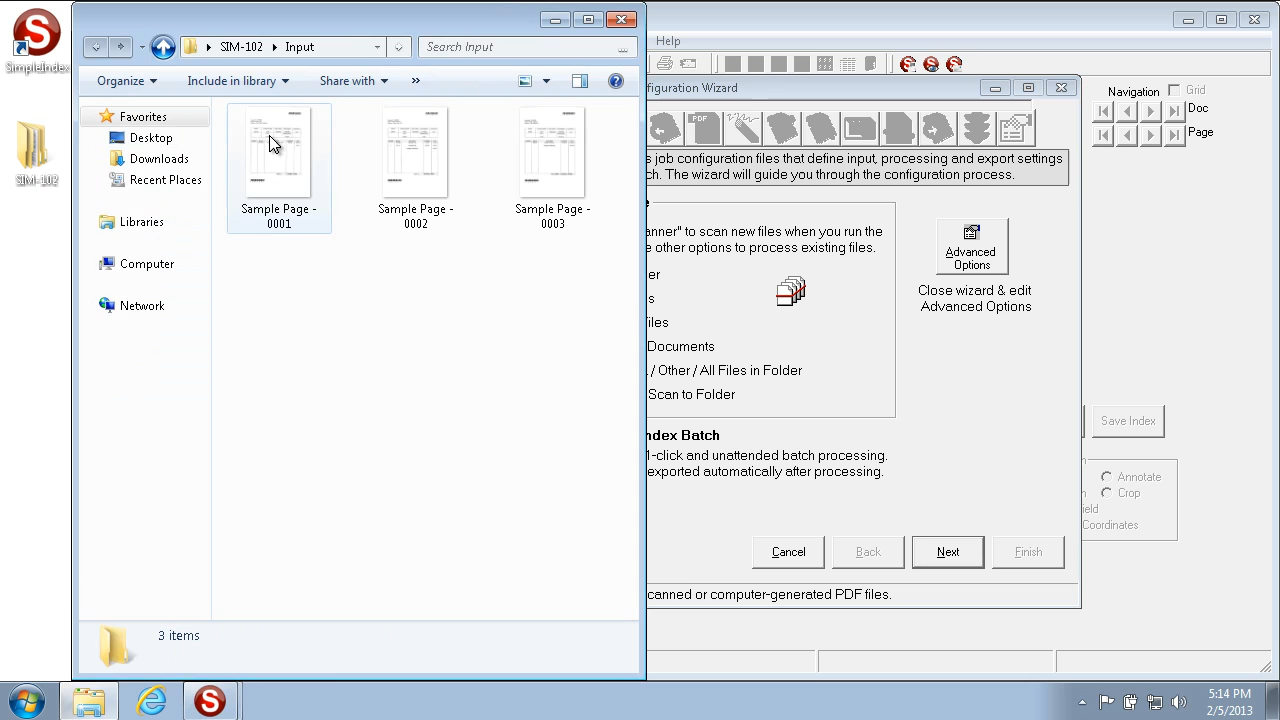 SimpleIndex
SIM-102
SIM-102
Input
Search Input
...
Organize
Include in library
Share with
»
Favorites
Desktop
Downloads
Recent Places
Libraries
Computer
Network
Sample Page -
0001
Sample Page -
0002
Sample Page -
0003
3 items
Help
figuration Wizard
PDF
s job configuration files that define input, processing and export settings
ch. The wizard will guide you through the configuration process.
e
anner" to scan new files when you run the
e other options to process existing files.
er
s
iles
Documents
/ Other / All Files in Folder
Scan to Folder
Advanced
Options
Close wizard & edit
Advanced Options
ndex Batch
1-click and unattended batch processing.
exported automatically after processing.
Cancel
Back
Next
Finish
canned or computer-generated PDF files.
Navigation
Grid
Doc
Page
Save Index
Annotate
Crop
ield
Coordinates
5:14 PM
2/5/2013